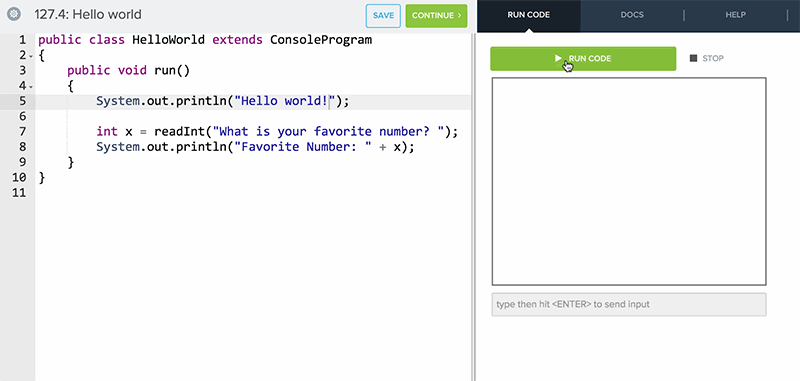 127.4: Hello world
SAVE
CONTINUE ›
RUN CODE
DOCS
HELP
1 public class HelloWorld extends ConsoleProgram
2 {
3 public void run()
4 {
5 System.out.println("Hello world!");
6
7 int x = readInt("What is your favorite number? ");
8 System.out.println("Favorite Number: " + x);
9 }
10 }
11
RUN CODE
STOP
type then hit <ENTER> to send input